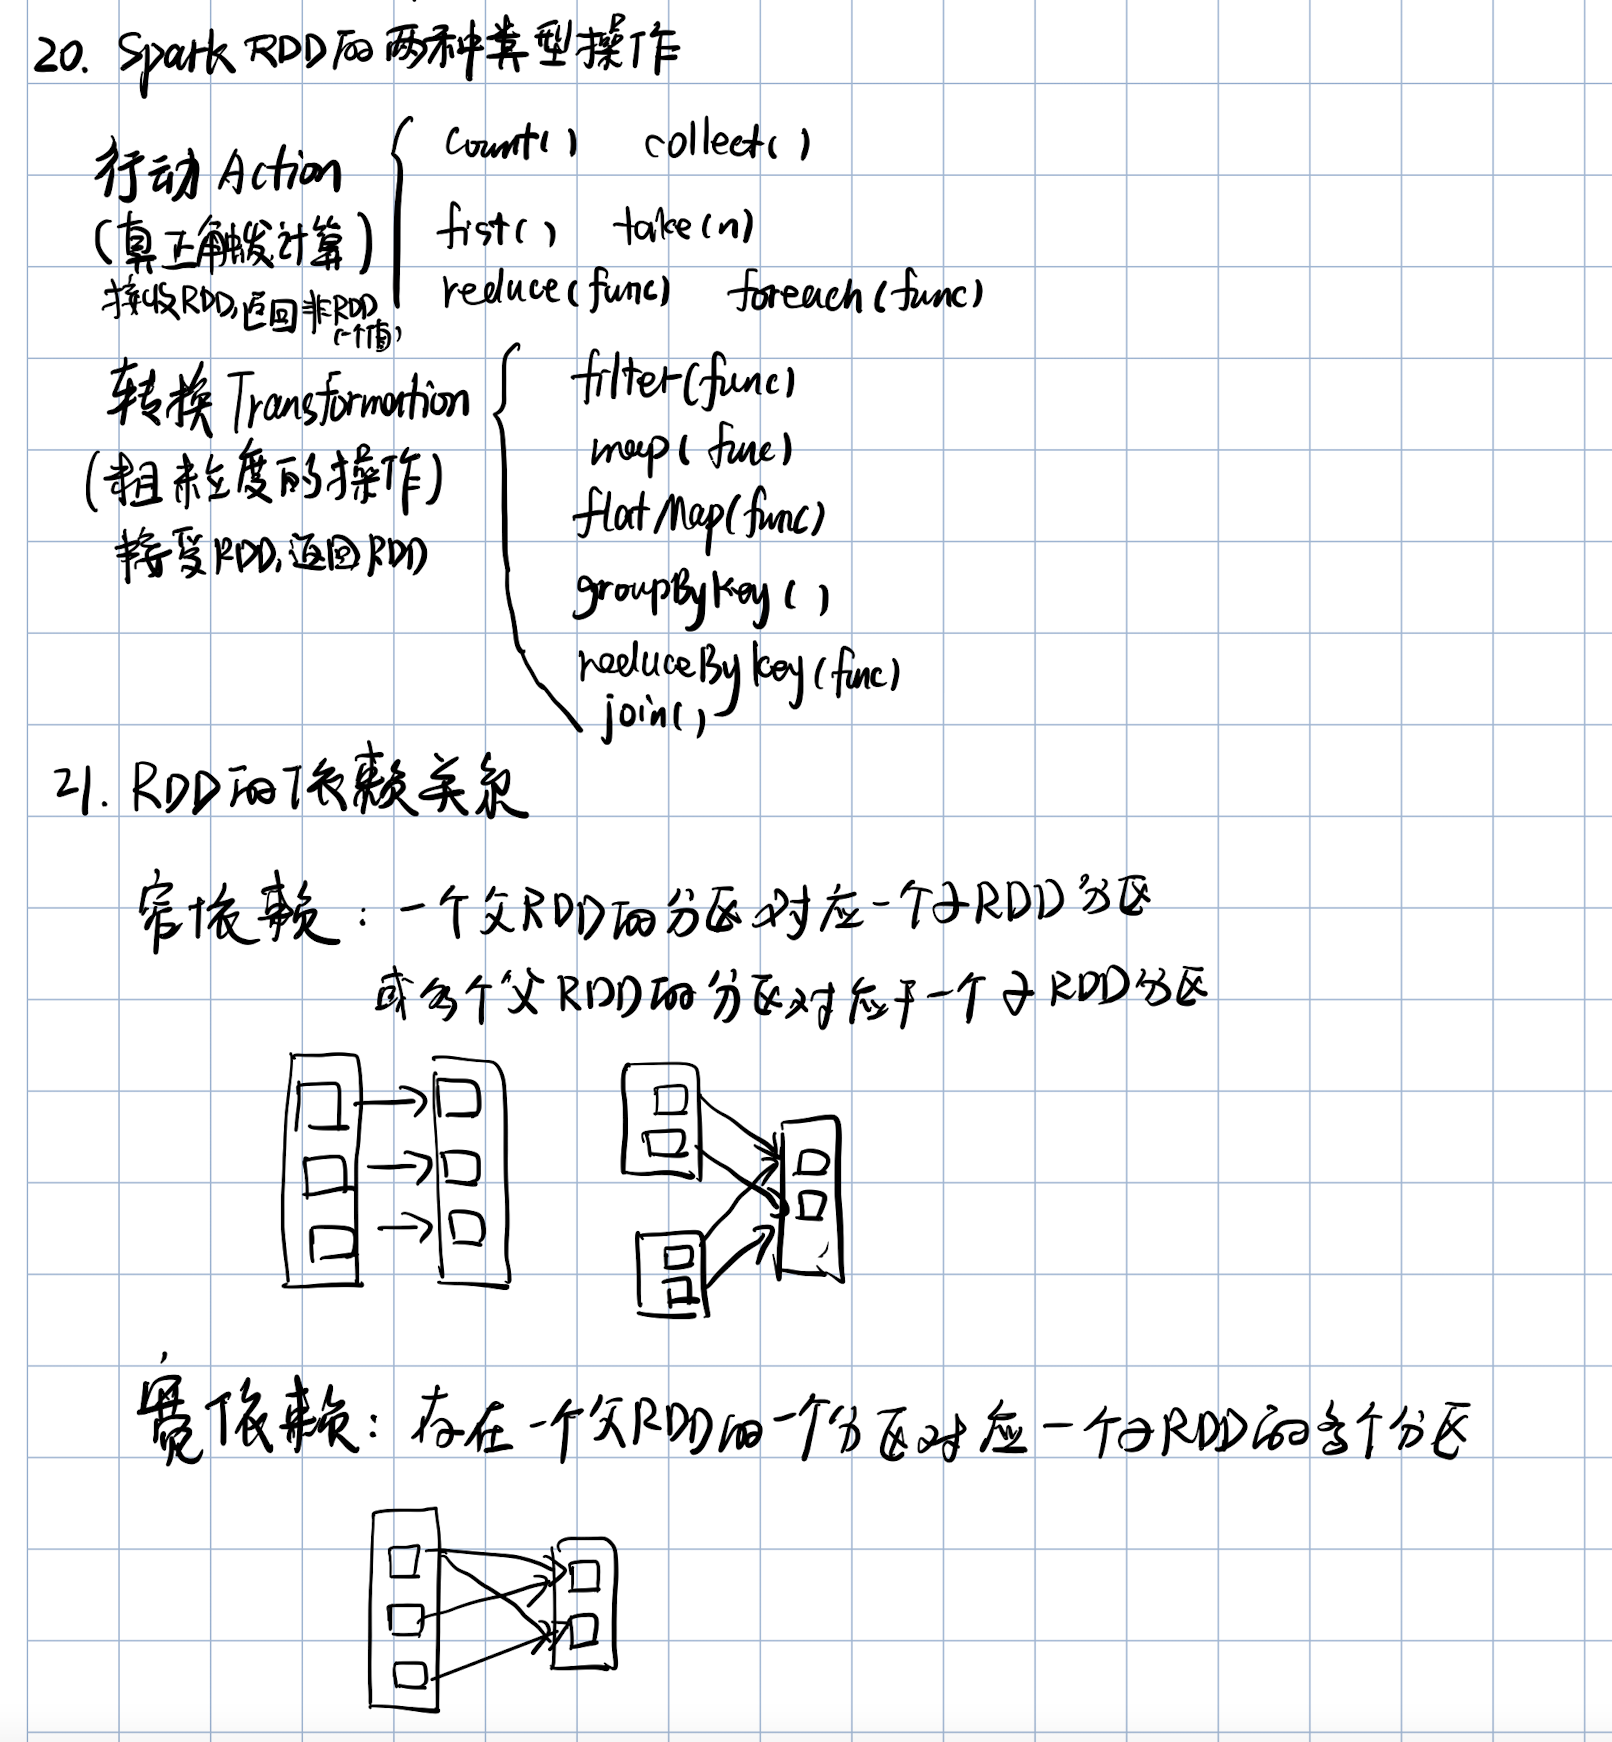 20. Spark RDD的两种类型操作
行动 Action
(真正触发计算)
接收RDD,返回非RDD
(一个值)
count() collect()
fist() take(n)
reduce(func) foreach(func)
转换 Transformation
(粗粒度的操作)
接受RDD,返回RDD
filter(func)
map(func)
flatMap(func)
groupByKey()
reduceByKey(func)
join()
21. RDD的依赖关系
窄依赖:一个父RDD的分区对应一个子RDD分区
或多个父RDD的分区对应于一个子RDD分区
宽依赖:存在一个父RDD的一个分区对应一个子RDD的多个分区